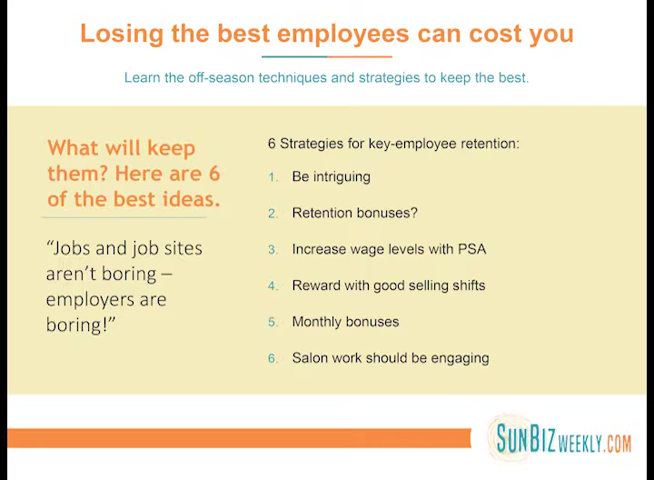 Losing the best employees can cost you
Learn the off-season techniques and strategies to keep the best.
What will keep
them? Here are 6
of the best ideas.
“Jobs and job sites
aren’t boring –
employers are
boring!”
6 Strategies for key-employee retention:
1. Be intriguing
2. Retention bonuses?
3. Increase wage levels with PSA
4. Reward with good selling shifts
5. Monthly bonuses
6. Salon work should be engaging
SUNBIZWEEKLY.COM